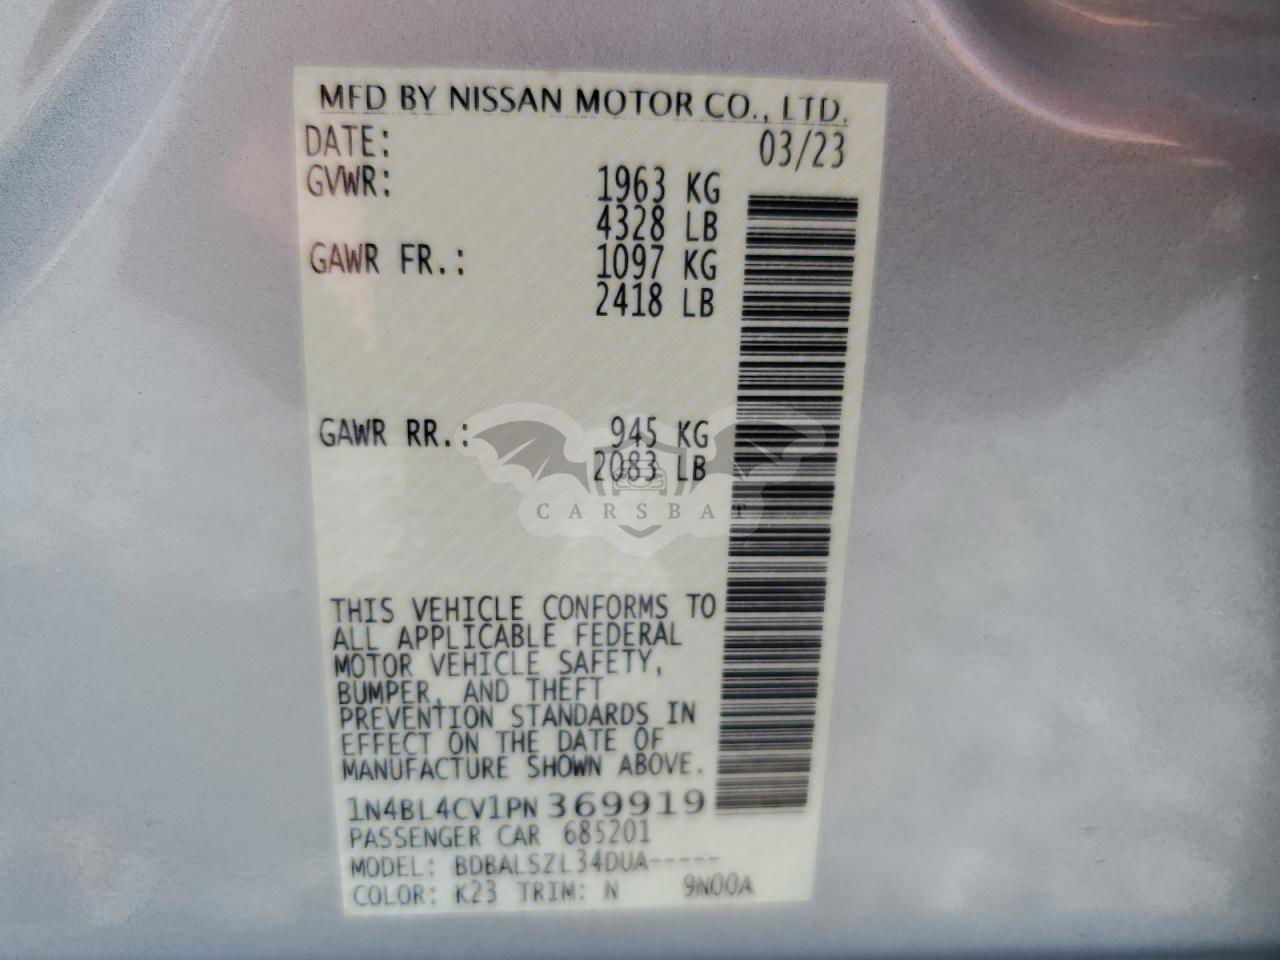 MFD BY NISSAN MOTOR CO., LTD.
DATE: 03/23
GVWR: 1963 KG
4328 LB
GAWR FR.: 1097 KG
2418 LB
GAWR RR.: 945 KG
2083 LB
CARSBAT
THIS VEHICLE CONFORMS TO
ALL APPLICABLE FEDERAL
MOTOR VEHICLE SAFETY,
BUMPER, AND THEFT
PREVENTION STANDARDS IN
EFFECT ON THE DATE OF
MANUFACTURE SHOWN ABOVE.
1N4BL4CV1PN369919
PASSENGER CAR 685201
MODEL: BDBALSZL34DUA-----
COLOR: K23 TRIM: N 9N00A